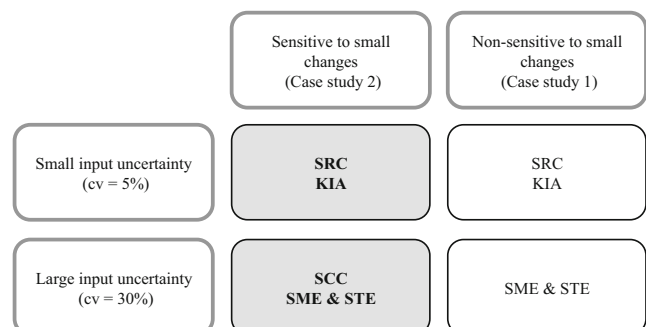 Sensitive to small
changes
(Case study 2)
Non-sensitive to small
changes
(Case study 1)
Small input uncertainty
(cv = 5%)
SRC
KIA
SRC
KIA
Large input uncertainty
(cv = 30%)
SCC
SME & STE
SME & STE